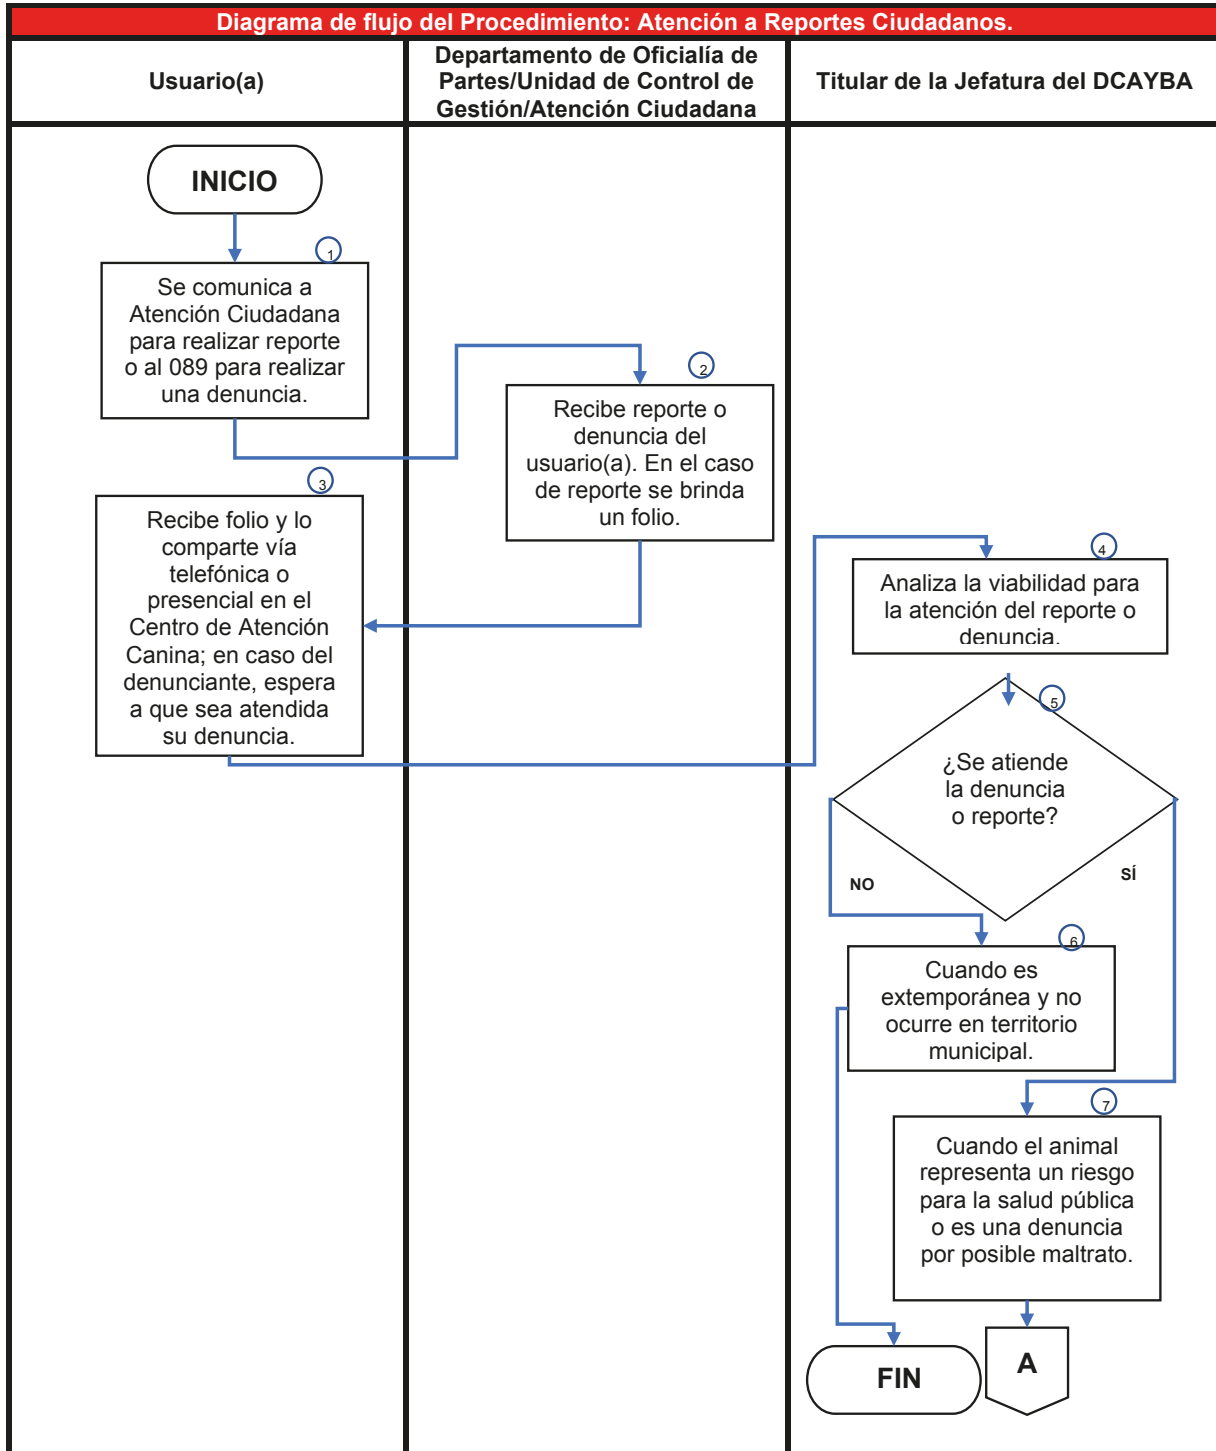 Diagrama de flujo del Procedimiento: Atención a Reportes Ciudadanos.
Usuario(a)
Departamento de Oficialía de
Partes/Unidad de Control de
Gestión/Atención Ciudadana
Titular de la Jefatura del DCAYBA
INICIO
1
Se comunica a
Atención Ciudadana
para realizar reporte
o al 089 para realizar
una denuncia.
2
Recibe reporte o
denuncia del
usuario(a). En el caso
de reporte se brinda
un folio.
3
Recibe folio y lo
comparte vía
telefónica o
presencial en el
Centro de Atención
Canina; en caso del
denunciante, espera
a que sea atendida
su denuncia.
4
Analiza la viabilidad para
la atención del reporte o
denuncia.
5
¿Se atiende
la denuncia
o reporte?
NO
SÍ
6
Cuando es
extemporánea y no
ocurre en territorio
municipal.
7
Cuando el animal
representa un riesgo
para la salud pública
o es una denuncia
por posible maltrato.
FIN
A